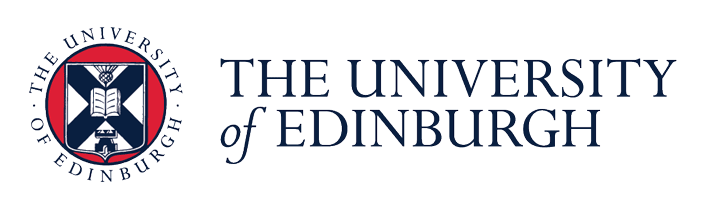 · THE UNIVERSITY ·
OF EDINBURGH
THE UNIVERSITY
of EDINBURGH